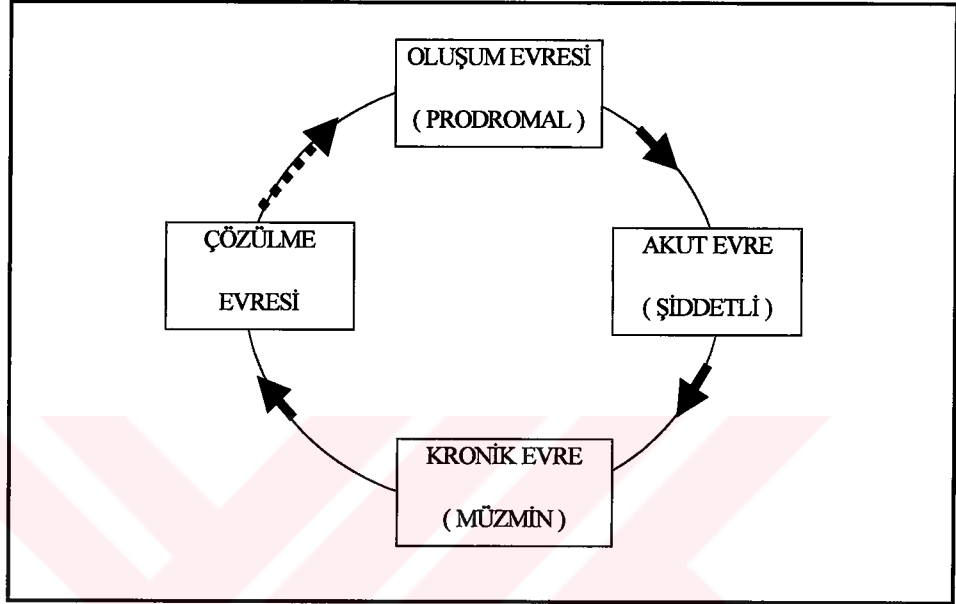 OLUŞUM EVRESİ
( PRODROMAL )
AKUT EVRE
( ŞİDDETLİ )
KRONİK EVRE
( MÜZMİN )
ÇÖZÜLME
EVRESİ